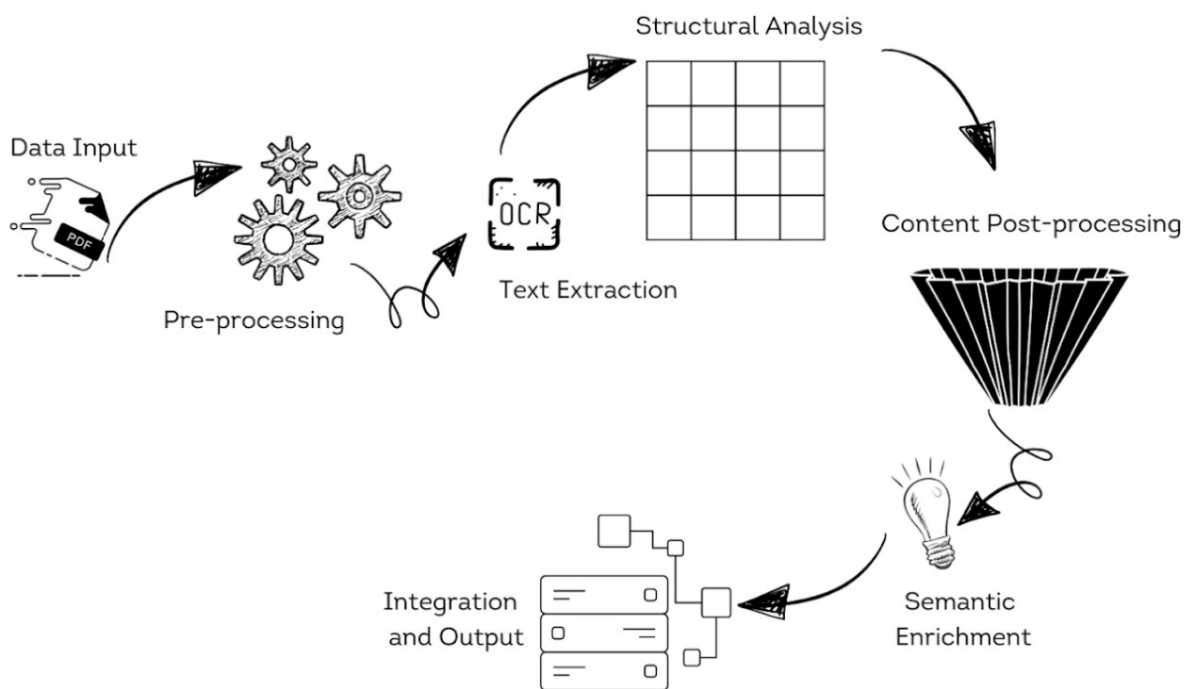 Structural Analysis
Data Input
PDF
OCR
Pre-processing
Text Extraction
Content Post-processing
Semantic
Enrichment
Integration
and Output